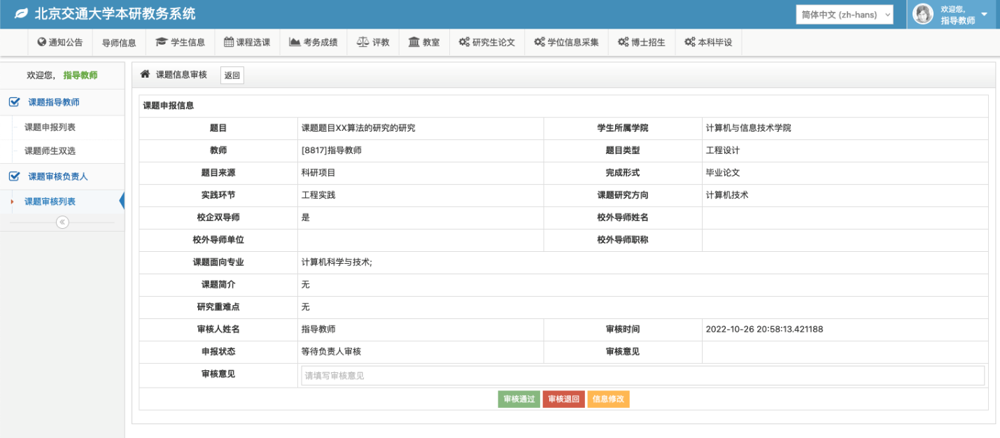 北京交通大学本研教务系统
简体中文 (zh-hans)
欢迎您,
指导教师
通知公告 导师信息 学生信息 课程选课 考务成绩 评教 教室 研究生论文 学位信息采集 博士招生 本科毕设
欢迎您, 指导教师
课题指导教师
课题申报列表
课题师生双选
课题审核负责人
课题审核列表
课题信息审核 返回
课题申报信息
题目 课题题目XX算法的研究的研究 学生所属学院 计算机与信息技术学院
教师 [8817]指导教师 题目类型 工程设计
题目来源 科研项目 完成形式 毕业论文
实践环节 工程实践 课题研究方向 计算机技术
校企双导师 是 校外导师姓名
校外导师单位 校外导师职称
课题面向专业 计算机科学与技术;
课题简介 无
研究重难点 无
审核人姓名 指导教师 审核时间 2022-10-26 20:58:13.421188
申报状态 等待负责人审核 审核意见
审核意见 请填写审核意见
审核通过 审核退回 信息修改